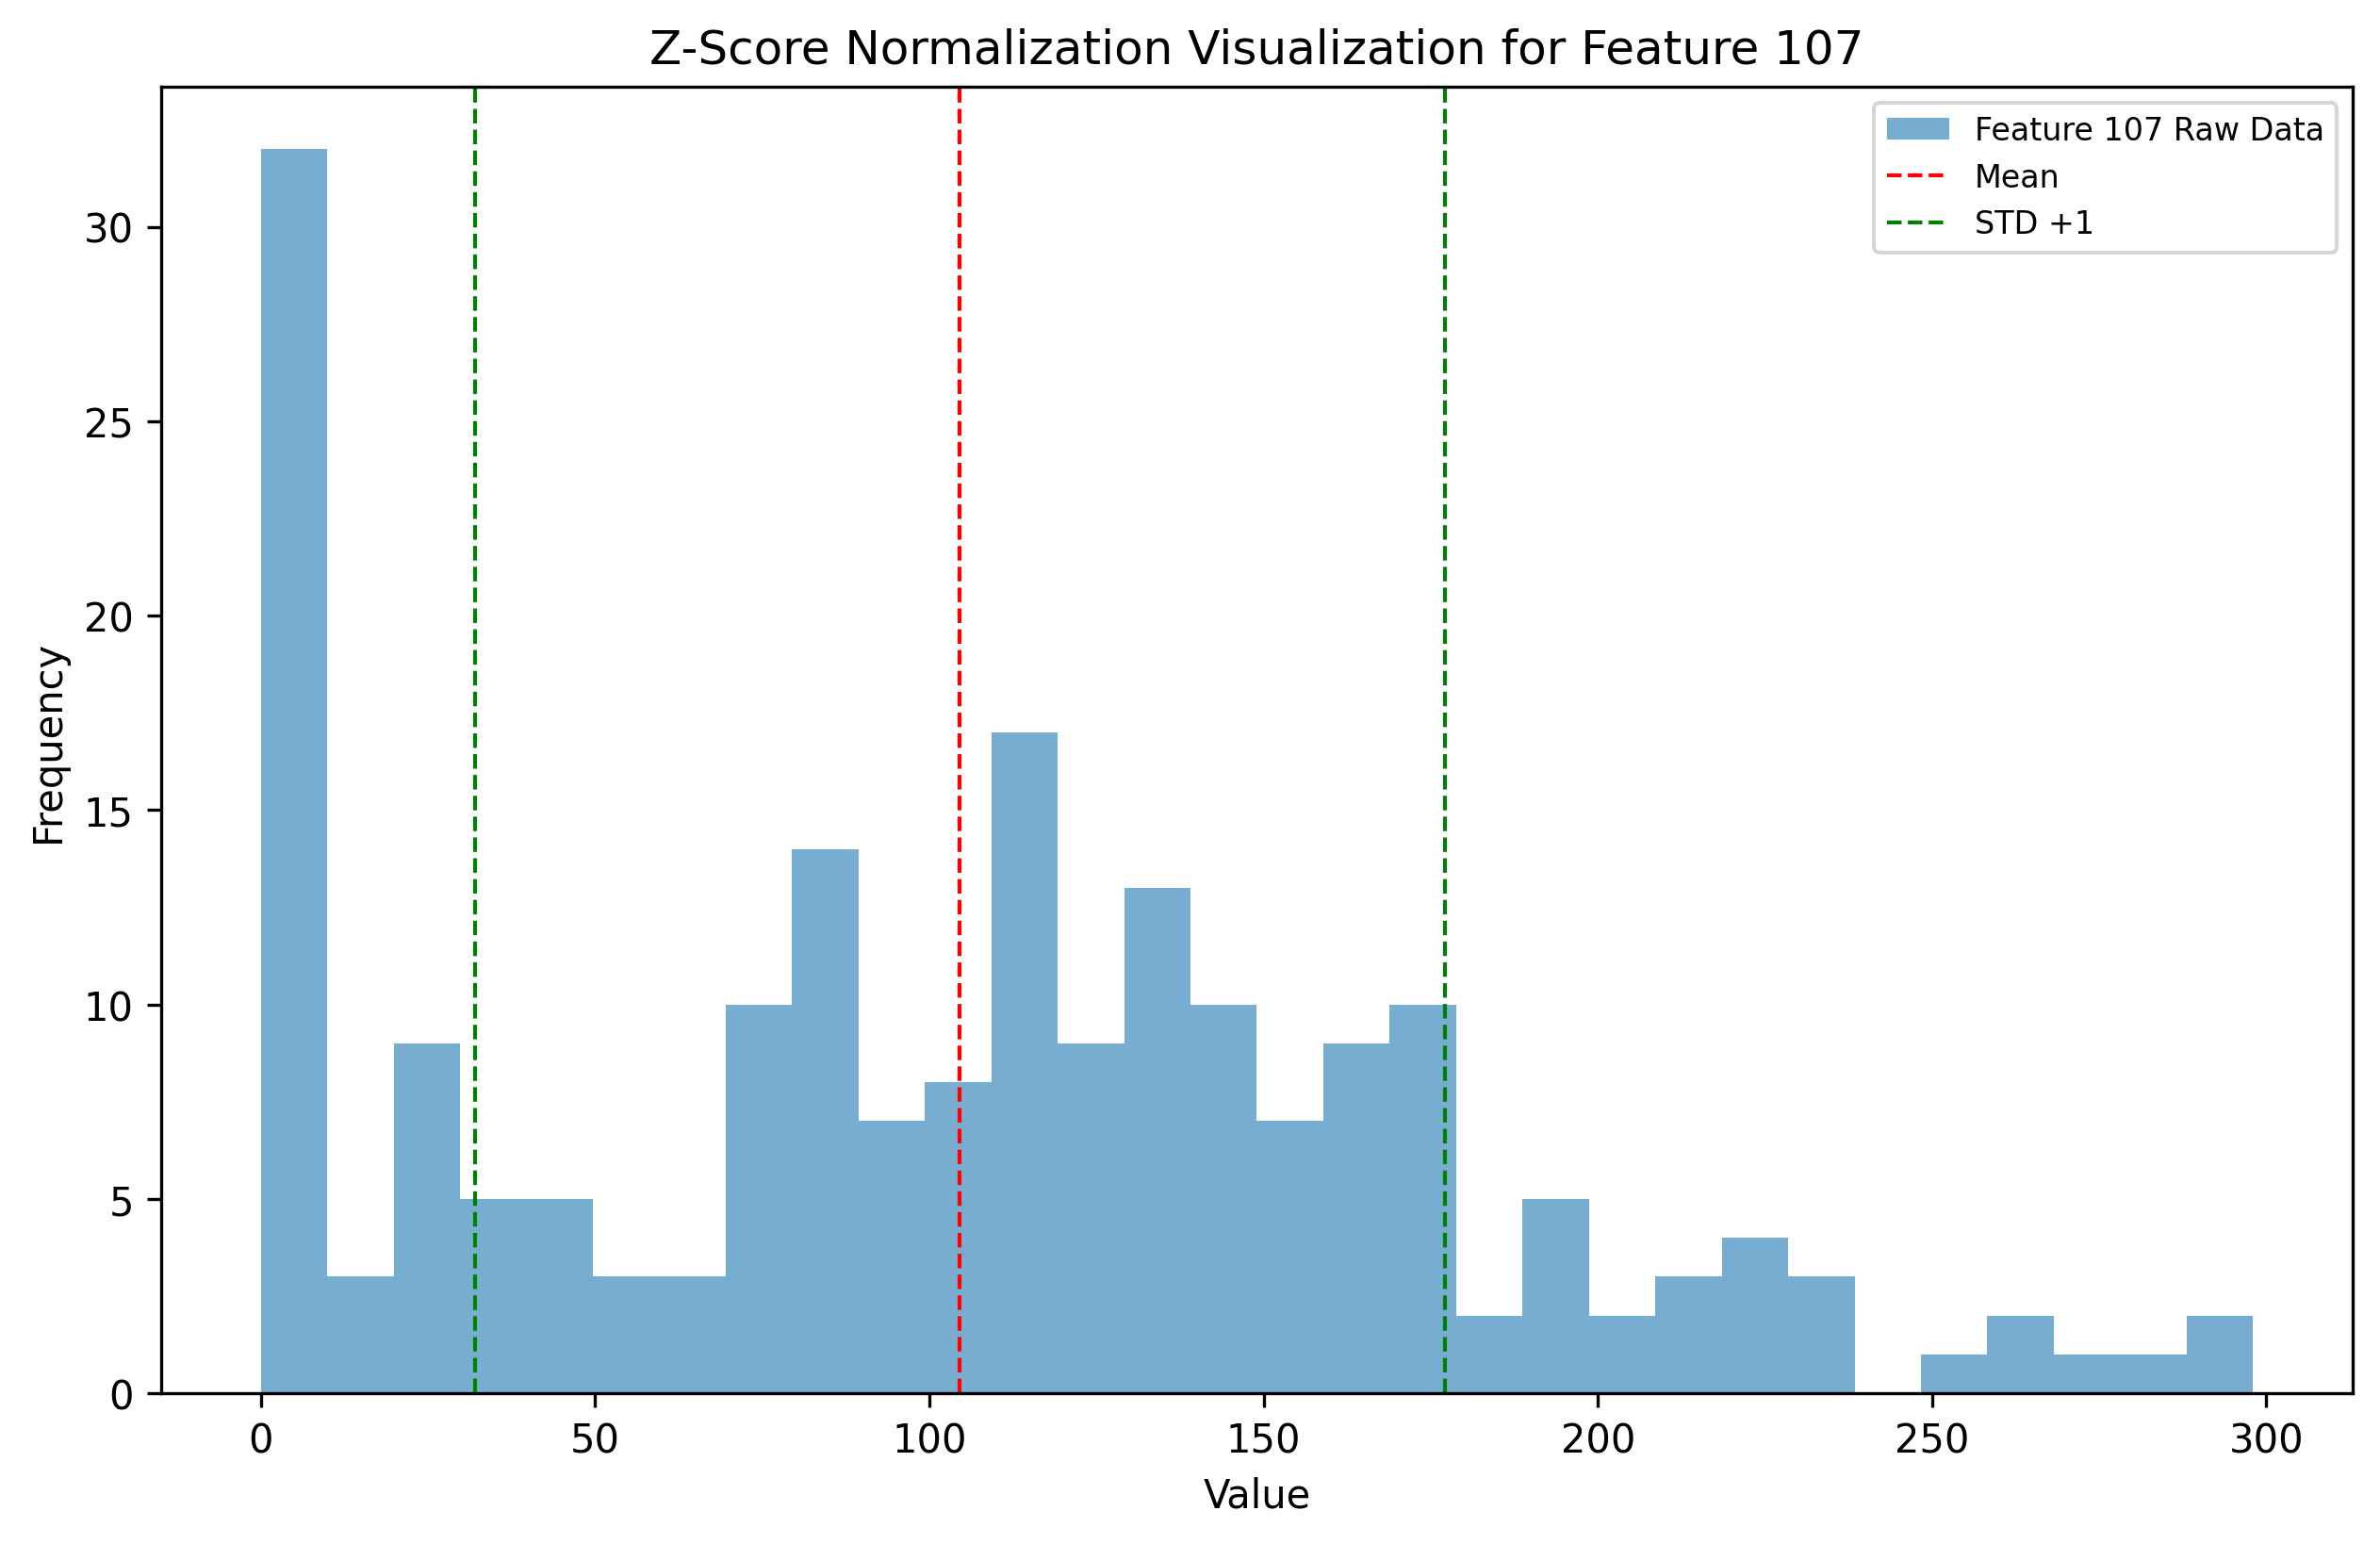 Z-Score Normalization Visualization for Feature 107
Feature 107 Raw Data
Mean
STD +1
Frequency
30
25
20
15
10
5
0
0 50 100 150 200 250 300
Value